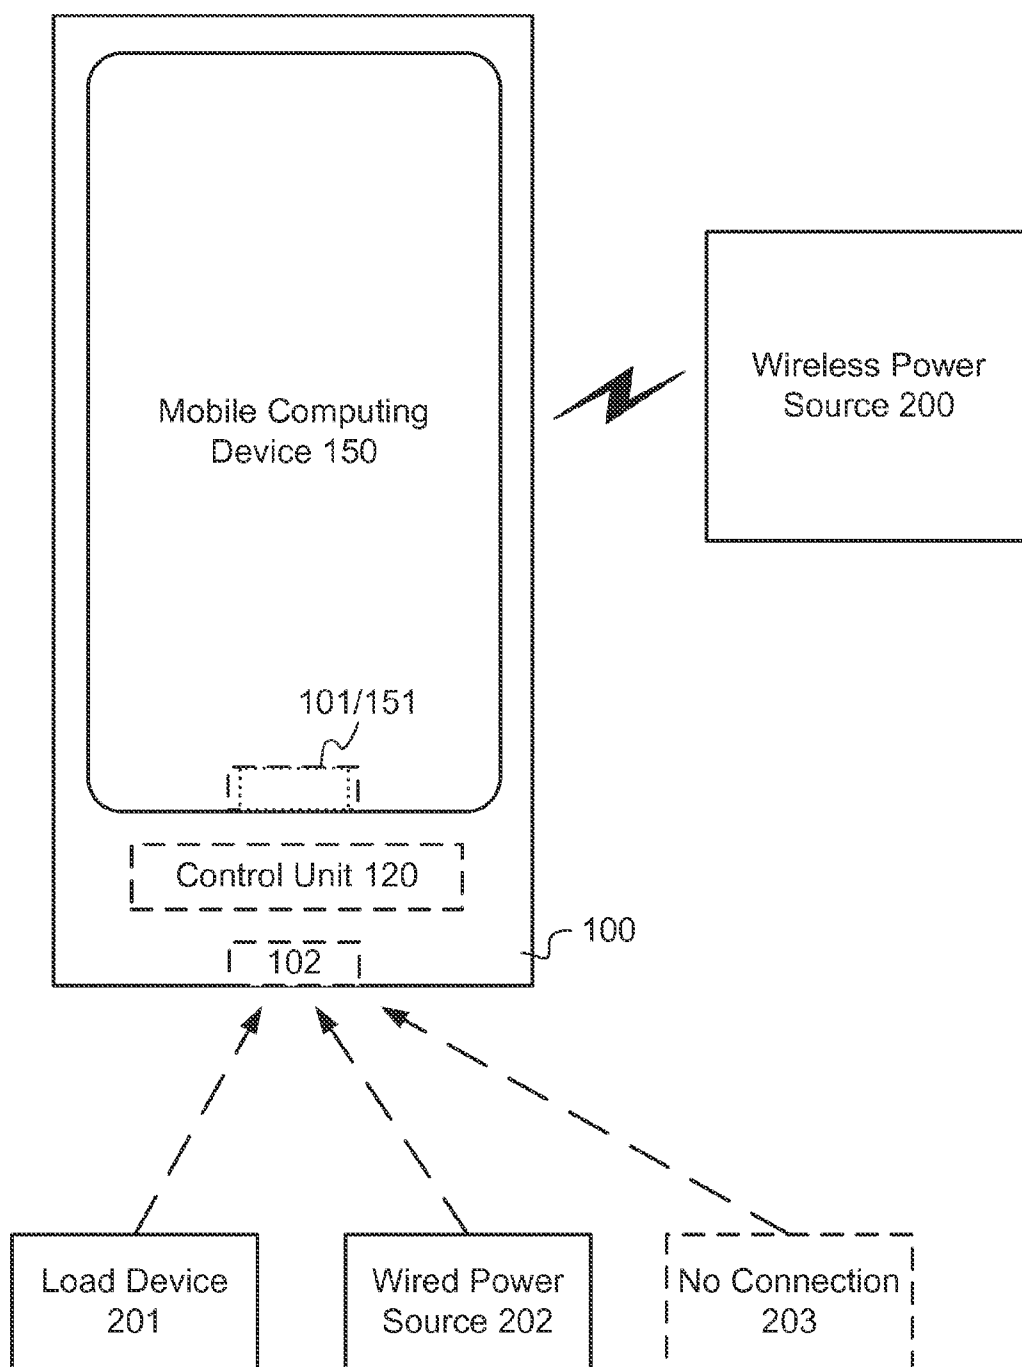 Wireless Power
Source 200
Mobile Computing
Device 150
101/151
Control Unit 120
100
102
Load Device
201
Wired Power
Source 202
No Connection
203